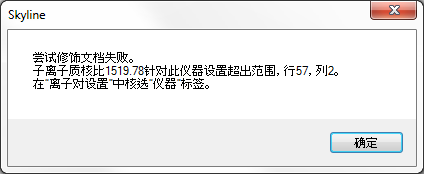 Skyline
尝试修饰文档失败。
子离子质核比1519.78针对此仪器设置超出范围, 行57, 列2。
在"离子对设置"中核选"仪器"标签。
确定